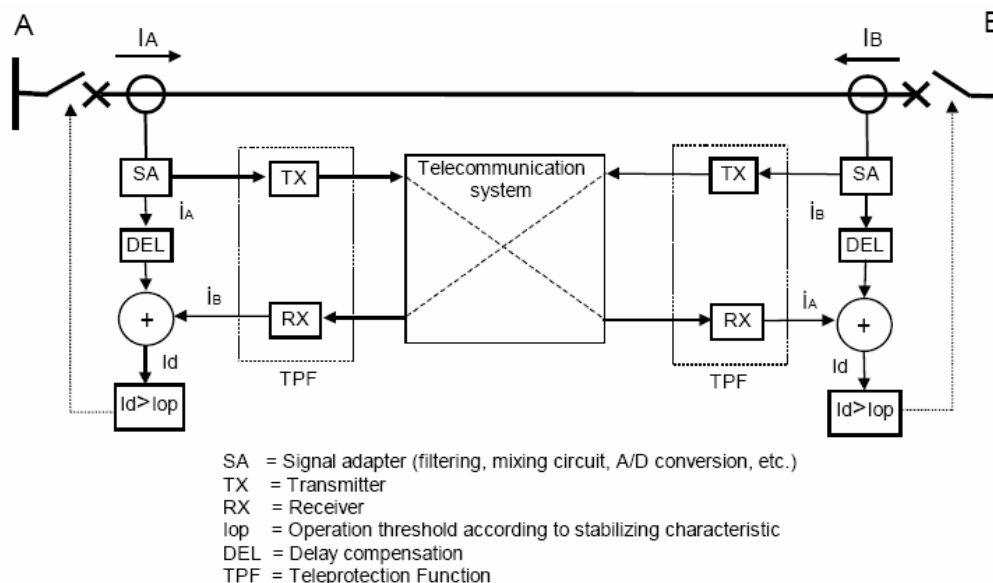 A
IA
IB
B
SA
TX
Telecommunication
system
TX
SA
iA
iB
DEL
DEL
iB
RX
RX
iA
+
+
Id
TPF
TPF
Id
Id>Iop
Id>Iop
SA = Signal adapter (filtering, mixing circuit, A/D conversion, etc.)
TX = Transmitter
RX = Receiver
Iop = Operation threshold according to stabilizing characteristic
DEL = Delay compensation
TPF = Teleprotection Function